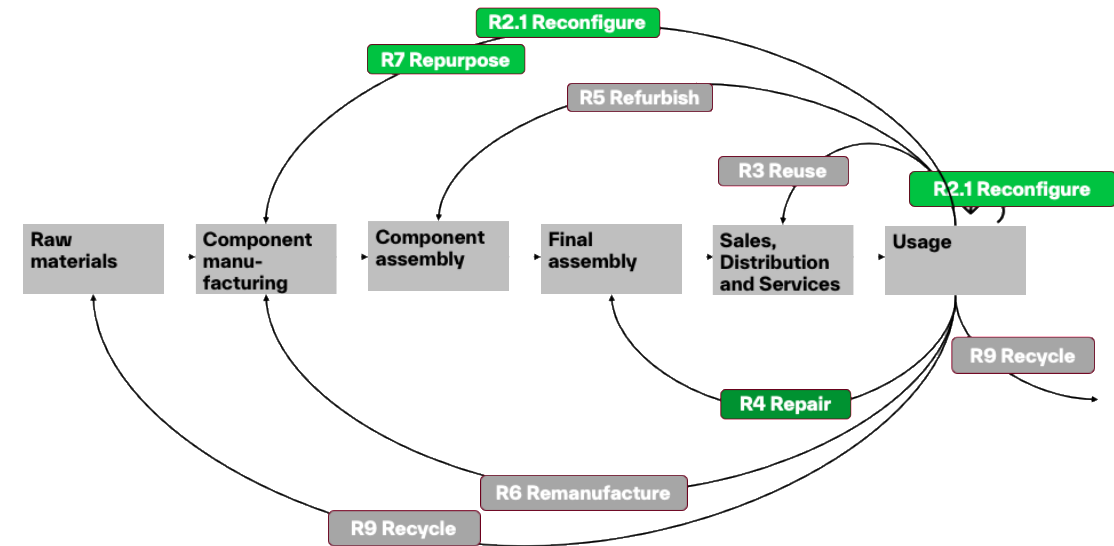 R2.1 Reconfigure
R7 Repurpose
R5 Refurbish
R3 Reuse
R2.1 Reconfigure
Raw
materials
Component
manu-
facturing
Component
assembly
Final
assembly
Sales,
Distribution
and Services
Usage
R9 Recycle
R4 Repair
R6 Remanufacture
R9 Recycle